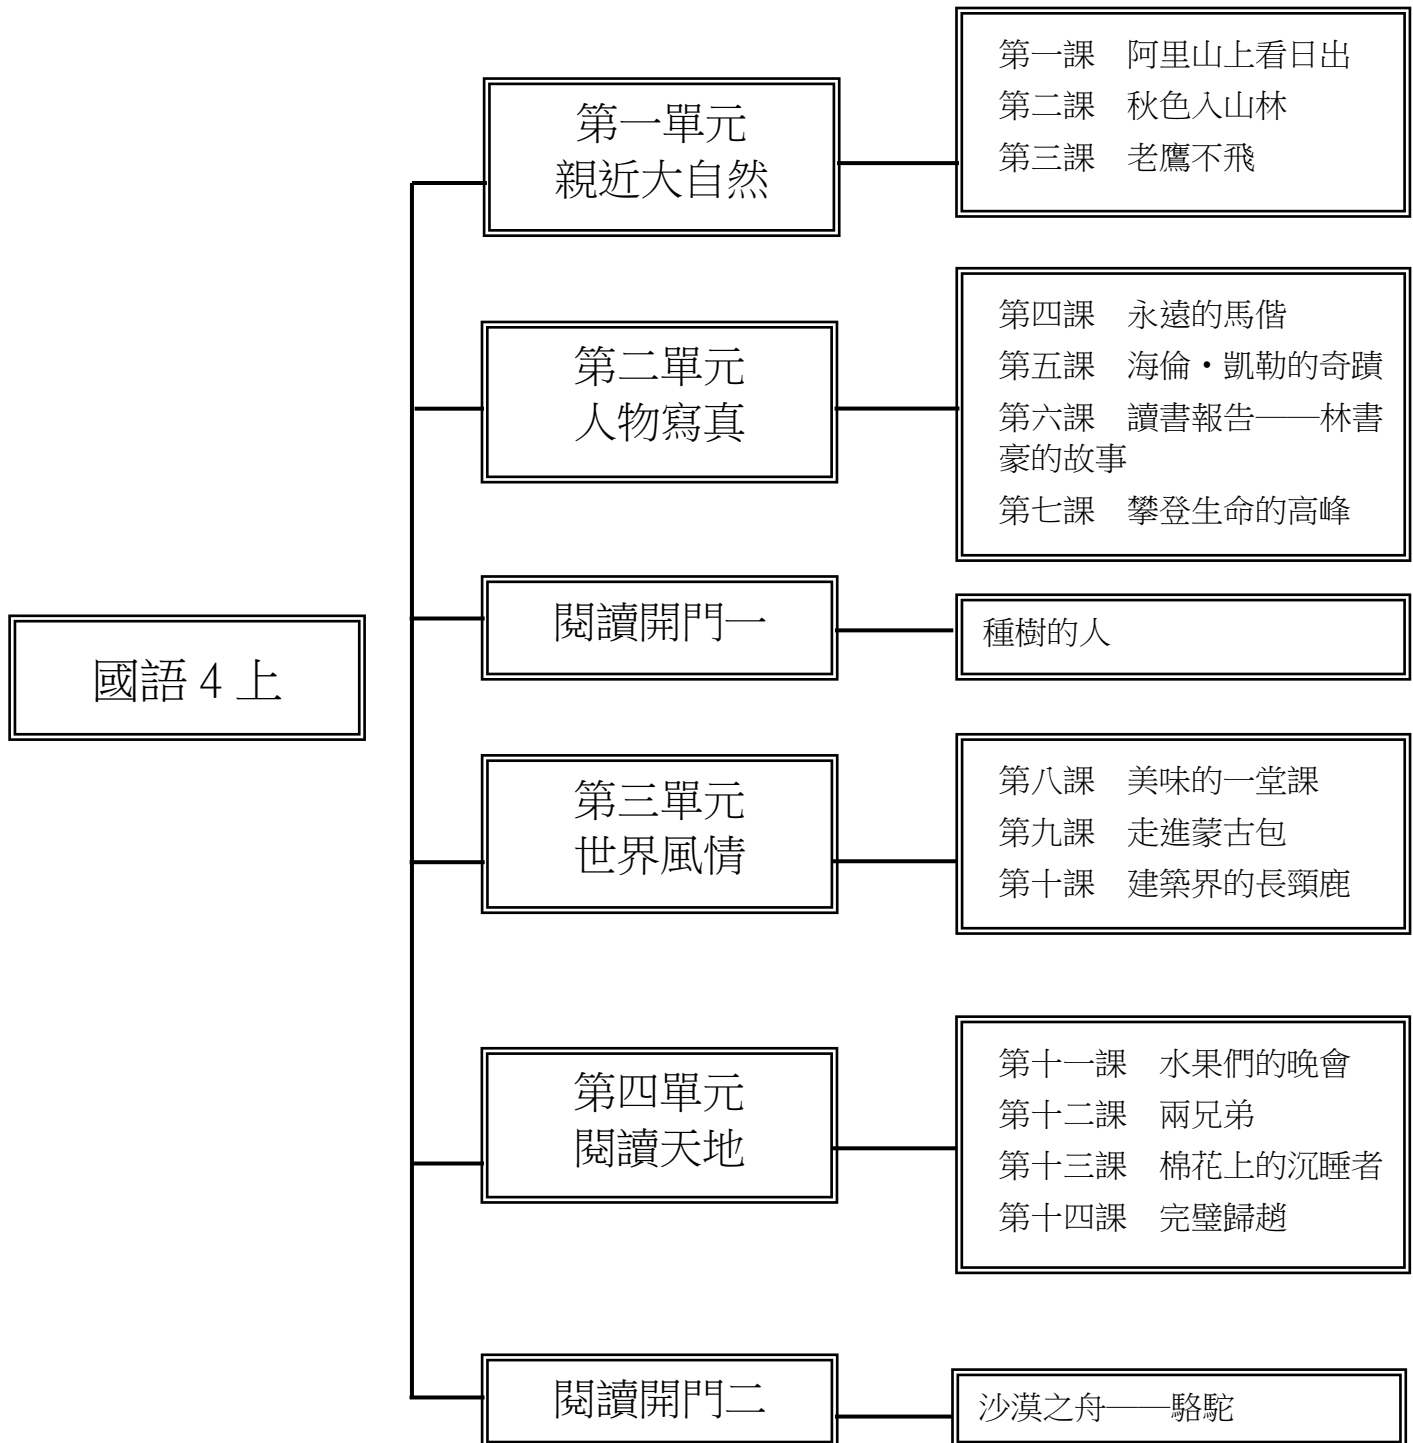 第一課　阿里山上看日出
第二課　秋色入山林
第三課　老鷹不飛
第一單元
親近大自然
第四課　永遠的馬偕
第五課　海倫・凱勒的奇蹟
第六課　讀書報告──林書
豪的故事
第七課　攀登生命的高峰
第二單元
人物寫真
閱讀開門一
種樹的人
國語 4 上
第三單元
世界風情
第八課　美味的一堂課
第九課　走進蒙古包
第十課　建築界的長頸鹿
第四單元
閱讀天地
第十一課　水果們的晚會
第十二課　兩兄弟
第十三課　棉花上的沉睡者
第十四課　完璧歸趙
閱讀開門二
沙漠之舟──駱駝